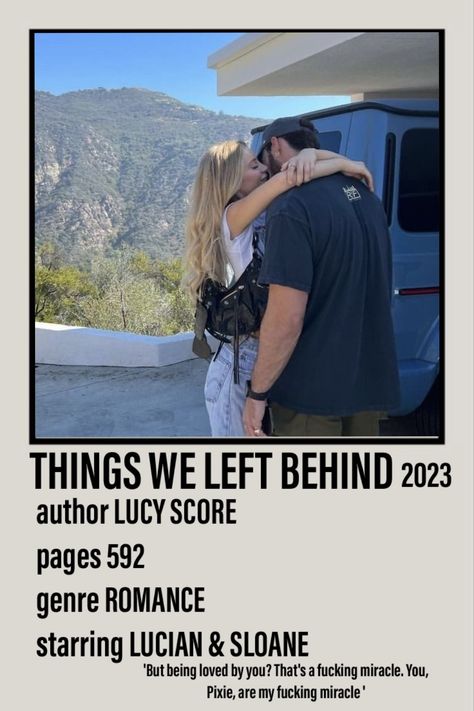 THINGS WE LEFT BEHIND 2023
author LUCY SCORE
pages 592
genre ROMANCE
starring LUCIAN & SLOANE
'But being loved by you? That's a fucking miracle. You,
Pixie, are my fucking miracle '